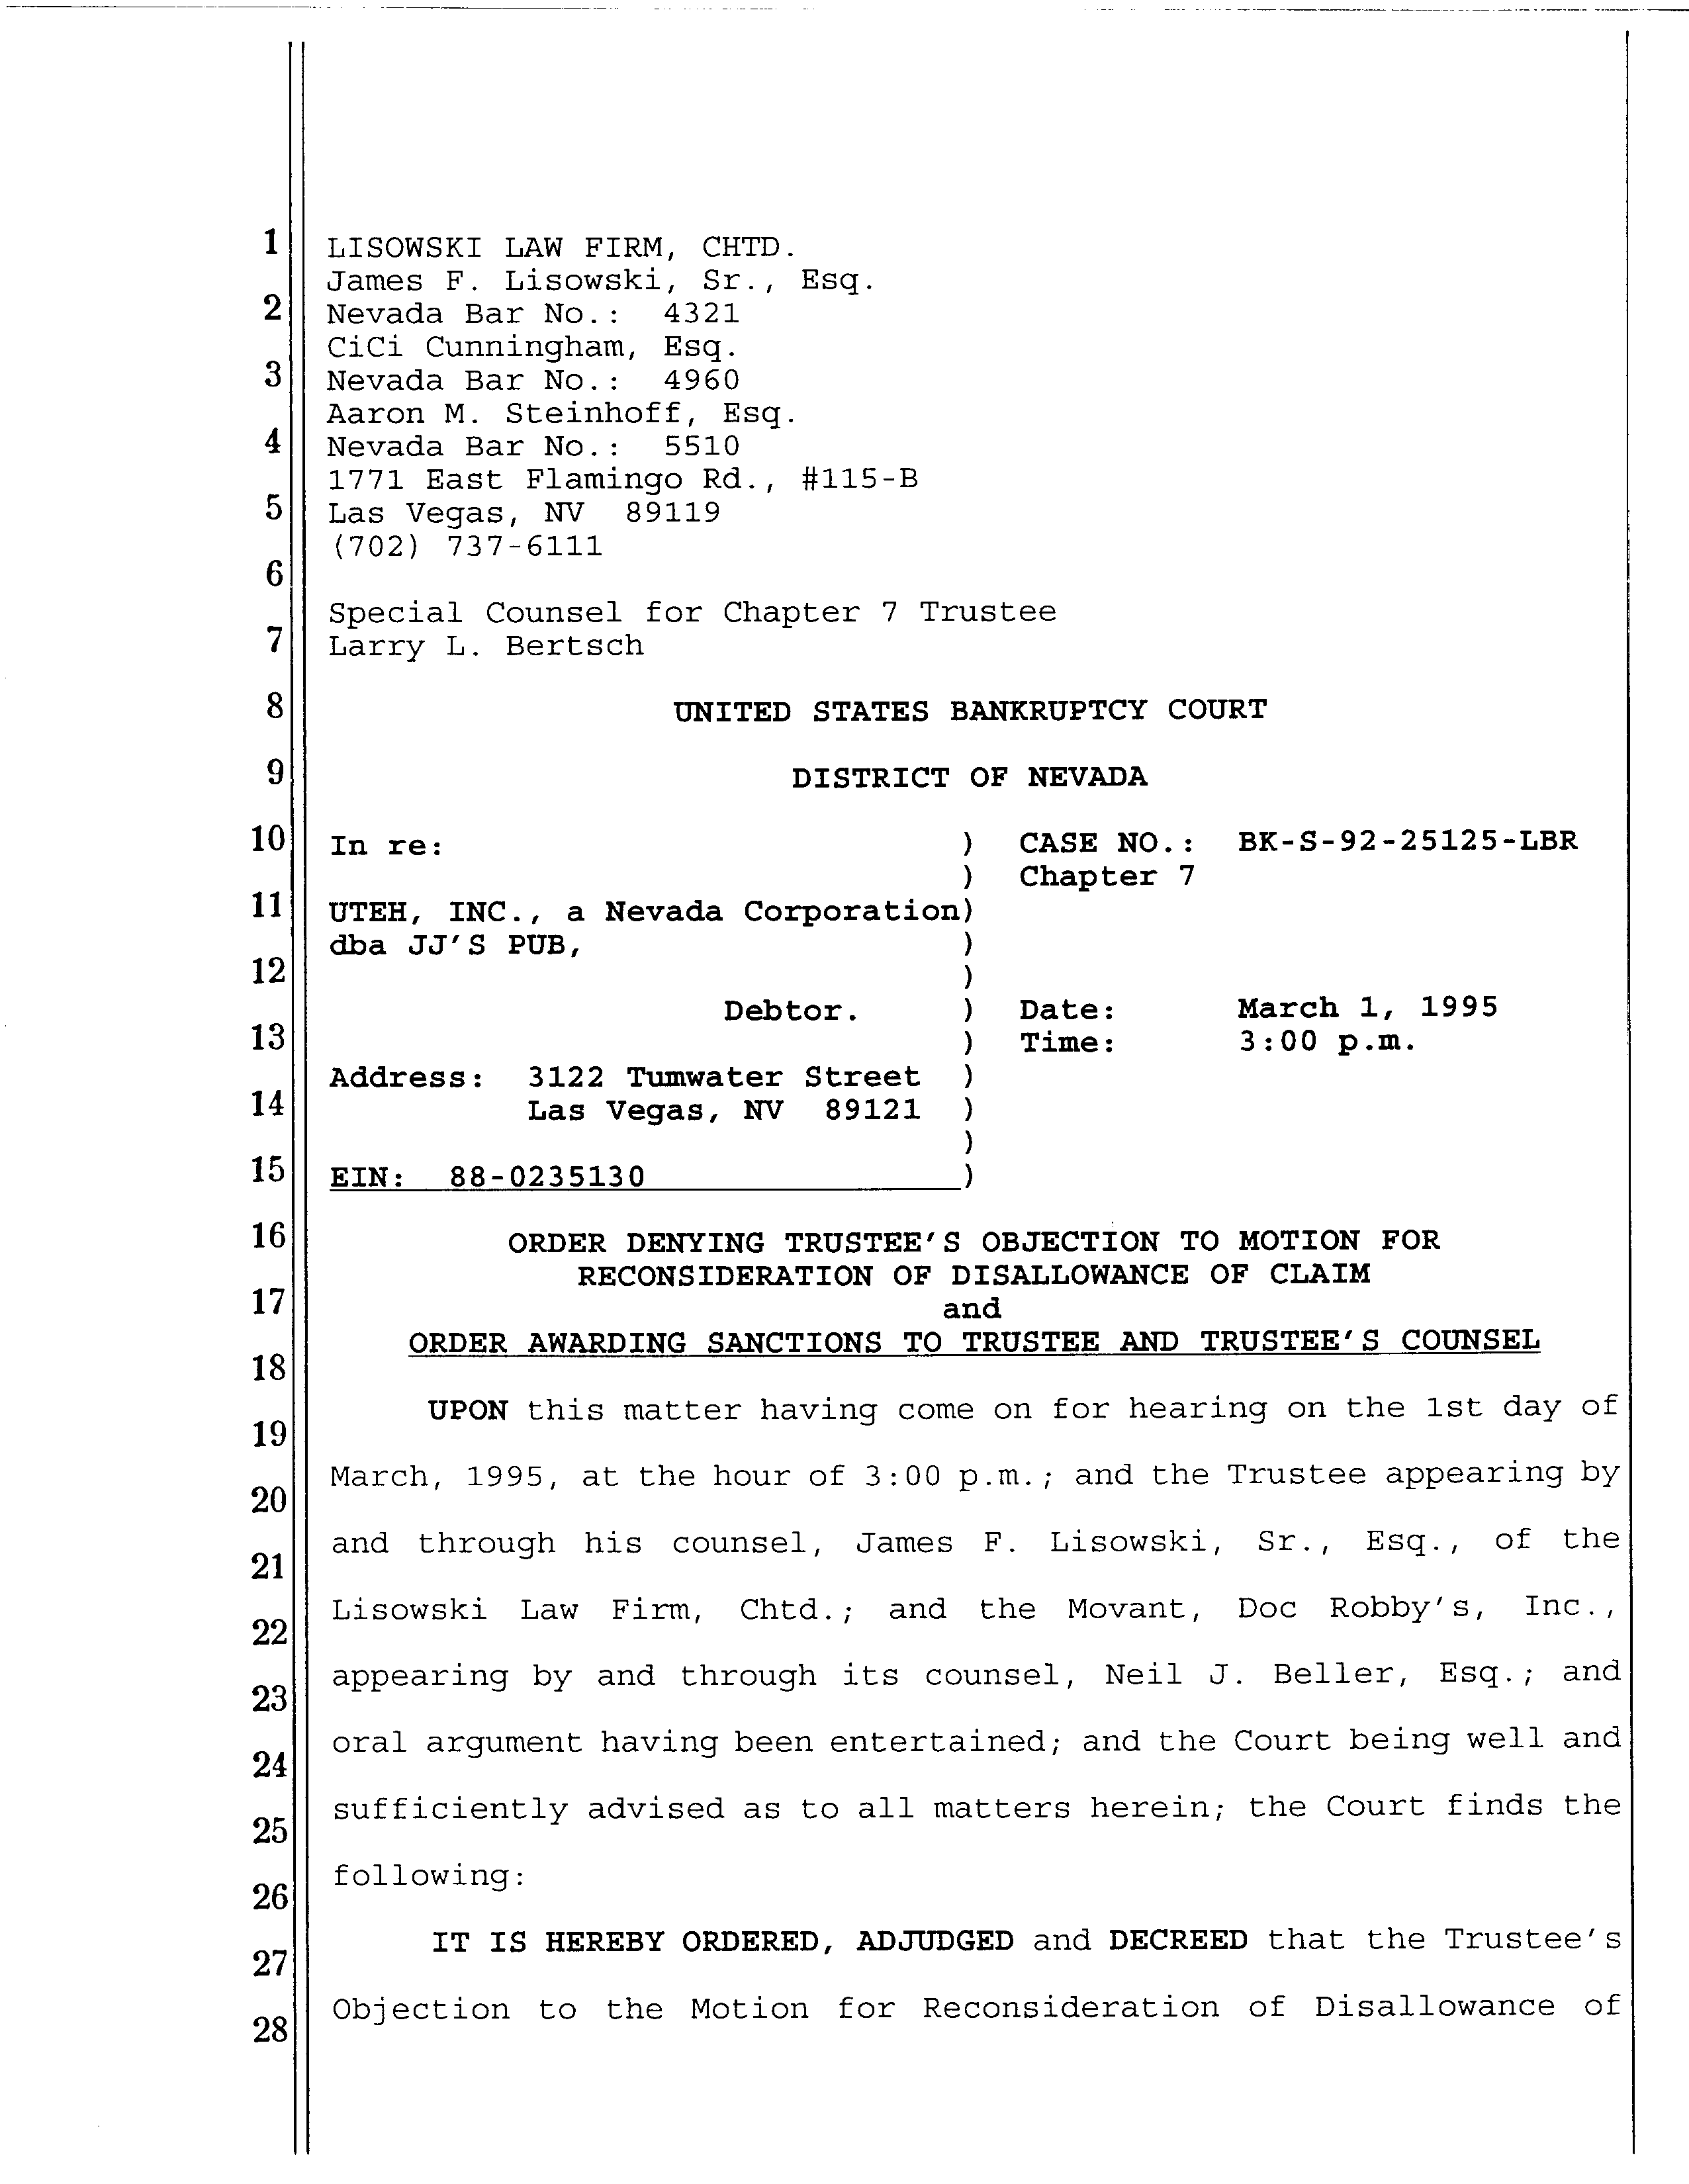 1 LISOWSKI LAW FIRM, CHTD.
James F. Lisowski, Sr., Esq.
2 Nevada Bar No.: 4321
CiCi Cunningham, Esq.
3 Nevada Bar No.: 4960
Aaron M. Steinhoff, Esq.
4 Nevada Bar No.: 5510
1771 East Flamingo Rd., #115-B
5 Las Vegas, NV 89119
(702) 737-6111
6
Special Counsel for Chapter 7 Trustee
7 Larry L. Bertsch
8 UNITED STATES BANKRUPTCY COURT
9 DISTRICT OF NEVADA
10 In re: ) CASE NO.: BK-S-92-25125-LBR
) Chapter 7
11 UTEH, INC., a Nevada Corporation)
dba JJ'S PUB, )
12 )
Debtor. ) Date: March 1, 1995
13 ) Time: 3:00 p.m.
Address: 3122 Tumwater Street )
14 Las Vegas, NV 89121 )
)
15 EIN: 88-0235130 )
16 ORDER DENYING TRUSTEE'S OBJECTION TO MOTION FOR
RECONSIDERATION OF DISALLOWANCE OF CLAIM
17 and
ORDER AWARDING SANCTIONS TO TRUSTEE AND TRUSTEE'S COUNSEL
18
UPON this matter having come on for hearing on the 1st day of
19
March, 1995, at the hour of 3:00 p.m.; and the Trustee appearing by
20
and through his counsel, James F. Lisowski, Sr., Esq., of the
21
Lisowski Law Firm, Chtd.; and the Movant, Doc Robby's, Inc.,
22
appearing by and through its counsel, Neil J. Beller, Esq.; and
23
oral argument having been entertained; and the Court being well and
24
sufficiently advised as to all matters herein; the Court finds the
25
following:
26
IT IS HEREBY ORDERED, ADJUDGED and DECREED that the Trustee's
27
Objection to the Motion for Reconsideration of Disallowance of
28